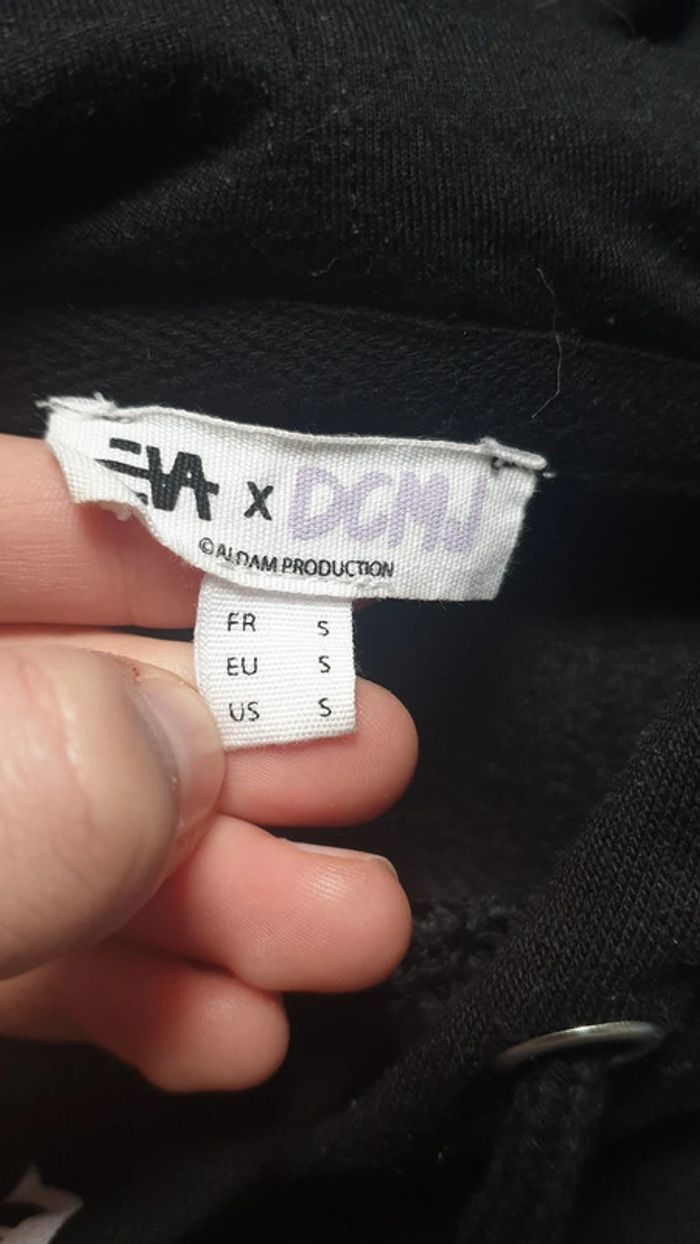 EVA x DCMJ
© ALDAM PRODUCTION
FR S
EU S
US S